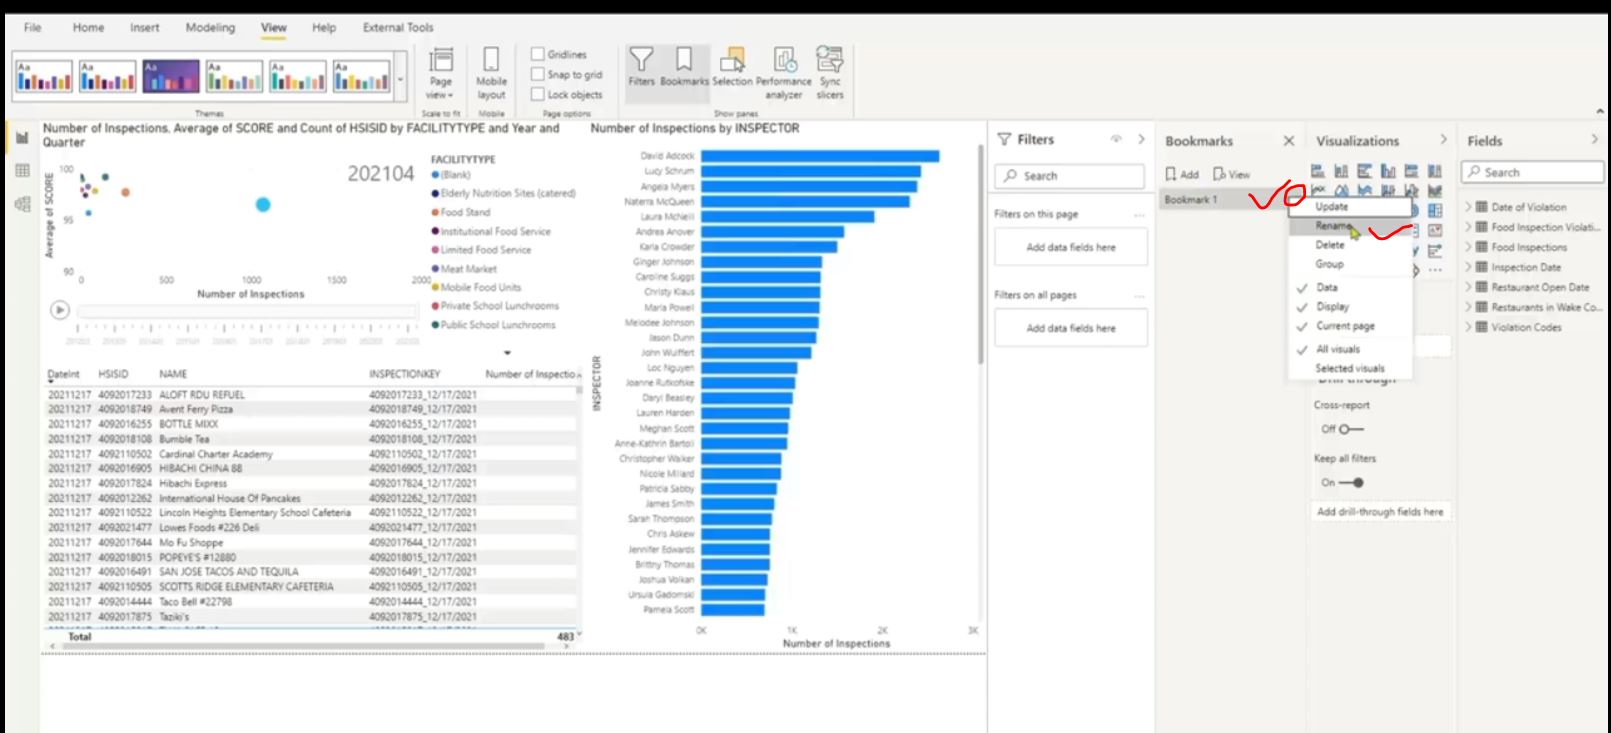 File Home Insert Modeling View Help External Tools
Aa Aa Aa Aa Aa Aa
Themes
Page view
Scale to fit
Mobile layout
Mobile
Gridlines
Snap to grid
Lock objects
Page options
Filters Bookmarks Selection Performance analyzer Sync slicers
Show panes
Number of Inspections, Average of SCORE and Count of HSISID by FACILITYTYPE and Year and
Quarter
202104
Average of SCORE
100
95
90
0 500 1000 1500 2000
Number of Inspections
FACILITYTYPE
(Blank)
Elderly Nutrition Sites (catered)
Food Stand
Institutional Food Service
Limited Food Service
Meat Market
Mobile Food Units
Private School Lunchrooms
Public School Lunchrooms
DateInt HSISID NAME INSPECTIONKEY Number of Inspectio
20211217 4092017233 ALOFT RDU REFUEL 4092017233_12/17/2021
20211217 4092018749 Avent Ferry Pizza 4092018749_12/17/2021
20211217 4092016255 BOTTLE MIXX 4092016255_12/17/2021
20211217 4092018108 Bumble Tea 4092018108_12/17/2021
20211217 4092110502 Cardinal Charter Academy 4092110502_12/17/2021
20211217 4092016905 HIBACHI CHINA 88 4092016905_12/17/2021
20211217 4092017824 Hibachi Express 4092017824_12/17/2021
20211217 4092012262 International House Of Pancakes 4092012262_12/17/2021
20211217 4092110522 Lincoln Heights Elementary School Cafeteria 4092110522_12/17/2021
20211217 4092021477 Lowes Foods #226 Deli 4092021477_12/17/2021
20211217 4092017644 Mo Fu Shoppe 4092017644_12/17/2021
20211217 4092018015 POPEYE'S #12880 4092018015_12/17/2021
20211217 4092016491 SAN JOSE TACOS AND TEQUILA 4092016491_12/17/2021
20211217 4092110505 SCOTTS RIDGE ELEMENTARY CAFETERIA 4092110505_12/17/2021
20211217 4092014444 Taco Bell #22798 4092014444_12/17/2021
20211217 4092017875 Taziki's 4092017875_12/17/2021
Total 483
Number of Inspections by INSPECTOR
INSPECTOR
David Adcock
Lucy Schrum
Angela Myers
Naterra McQueen
Laura McNeill
Andrea Anover
Karla Crowder
Ginger Johnson
Caroline Suggs
Christy Klaus
Maria Powell
Meiodee Johnson
Jason Dunn
John Wulffert
Loc Nguyen
Joanne Rutkofske
Daryl Beasley
Lauren Harden
Meghan Scott
Anne-Kathrin Bartoli
Christopher Walker
Nicole Millard
Patricia Sabby
James Smith
Sarah Thompson
Chris Askew
Jennifer Edwards
Brittny Thomas
Joshua Volkan
Ursula Gadomski
Pamela Scott
0K 1K 2K 3K
Number of Inspections
Filters
Search
Filters on this page ...
Add data fields here
Filters on all pages ...
Add data fields here
Bookmarks
Add View
Bookmark 1
Update
Rename
Delete
Group
Data
Display
Current page
All visuals
Selected visuals
Visualizations
Cross-report
Off
Keep all filters
On
Add drill-through fields here
Fields
Search
Date of Violation
Food Inspection Violati...
Food Inspections
Inspection Date
Restaurant Open Date
Restaurants in Wake Co...
Violation Codes